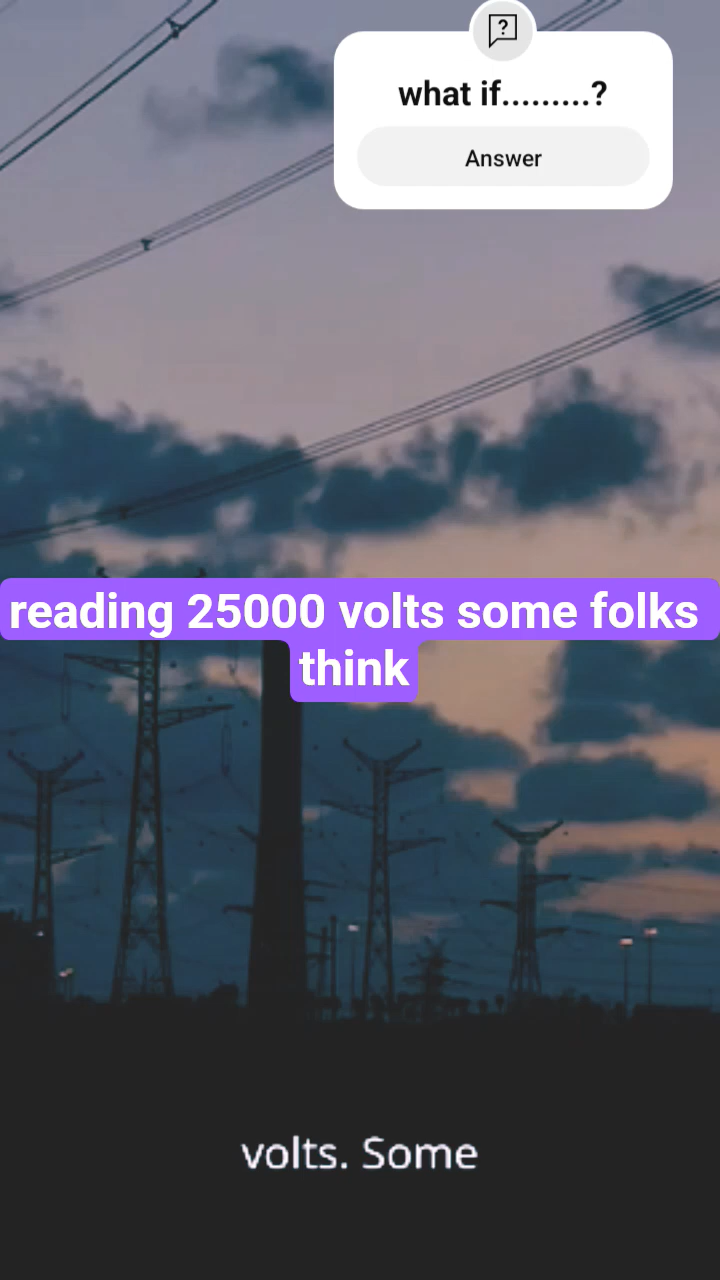 ?
what if.........?
Answer
reading 25000 volts some folks
think
volts. Some